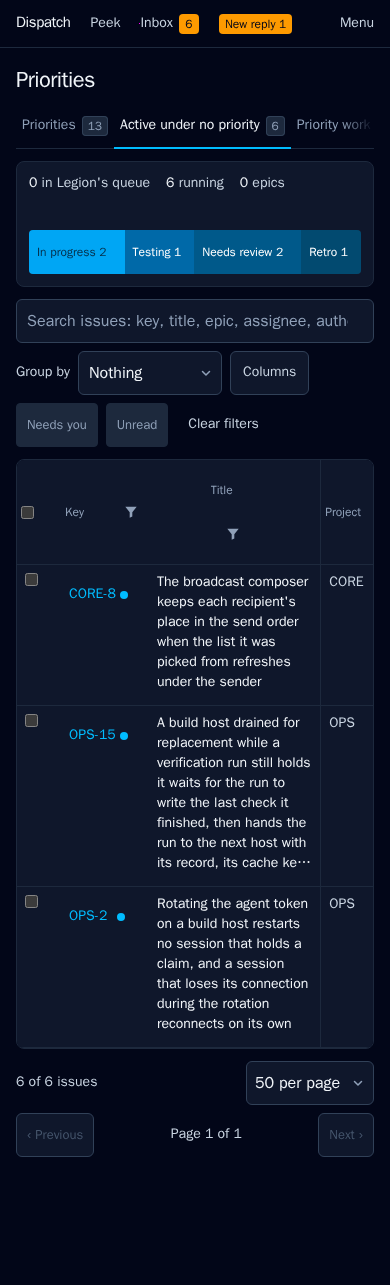 Dispatch Peek Inbox 6 New reply 1 Menu
Priorities
Priorities 13 Active under no priority 6 Priority work
0 in Legion's queue 6 running 0 epics
In progress 2 Testing 1 Needs review 2 Retro 1
Search issues: key, title, epic, assignee, auth
Group by Nothing Columns
Needs you Unread Clear filters
Title
Key Project
CORE-8 The broadcast composer CORE
keeps each recipient's
place in the send order
when the list it was
picked from refreshes
under the sender
OPS-15 A build host drained for OPS
replacement while a
verification run still holds
it waits for the run to
write the last check it
finished, then hands the
run to the next host with
its record, its cache ke…
OPS-2 Rotating the agent token OPS
on a build host restarts
no session that holds a
claim, and a session
that loses its connection
during the rotation
reconnects on its own
6 of 6 issues 50 per page
‹ Previous Page 1 of 1 Next ›